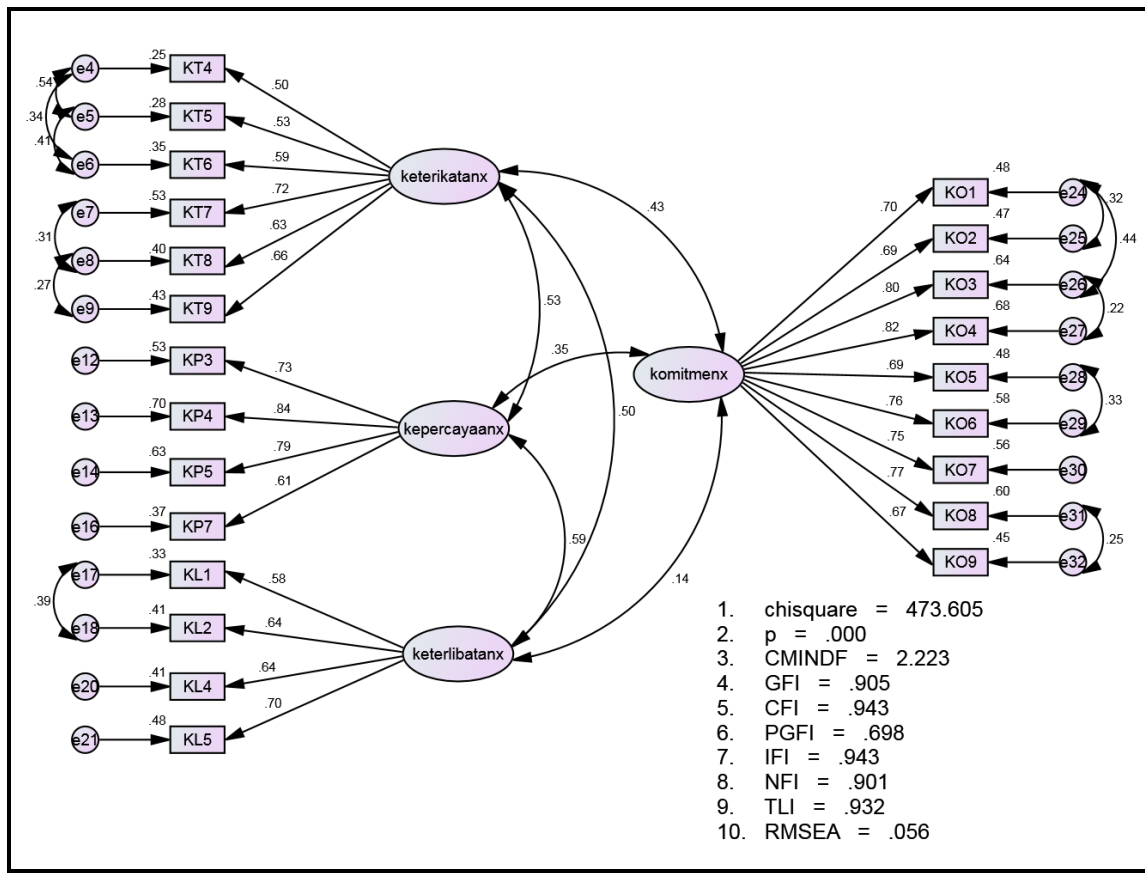 .25
e4
KT4
.54
.50
.28
e5
KT5
.34
.53
.41
.35
e6
KT6
.59
keterikatanx
.53
e7
KT7
.72
.31
.40
e8
KT8
.63
.27
.43
e9
KT9
.66
.53
e12
KP3
.73
.70
e13
KP4
.84
kepercayaanx
.63
e14
KP5
.79
.37
e16
KP7
.61
.33
e17
KL1
.58
.39
.41
e18
KL2
.64
keterlibatanx
.41
e20
KL4
.64
.48
e21
KL5
.70
.43
.53
.35
.50
.59
.14
komitmenx
.48
.70
KO1
e24
.32
.47
.69
KO2
e25
.44
.64
.80
KO3
e26
.68
.22
.82
KO4
e27
.48
.69
KO5
e28
.58
.33
.76
KO6
e29
.56
.75
KO7
e30
.60
.77
KO8
e31
.45
.25
.67
KO9
e32
1. chisquare = 473.605
2. p = .000
3. CMINDF = 2.223
4. GFI = .905
5. CFI = .943
6. PGFI = .698
7. IFI = .943
8. NFI = .901
9. TLI = .932
10. RMSEA = .056